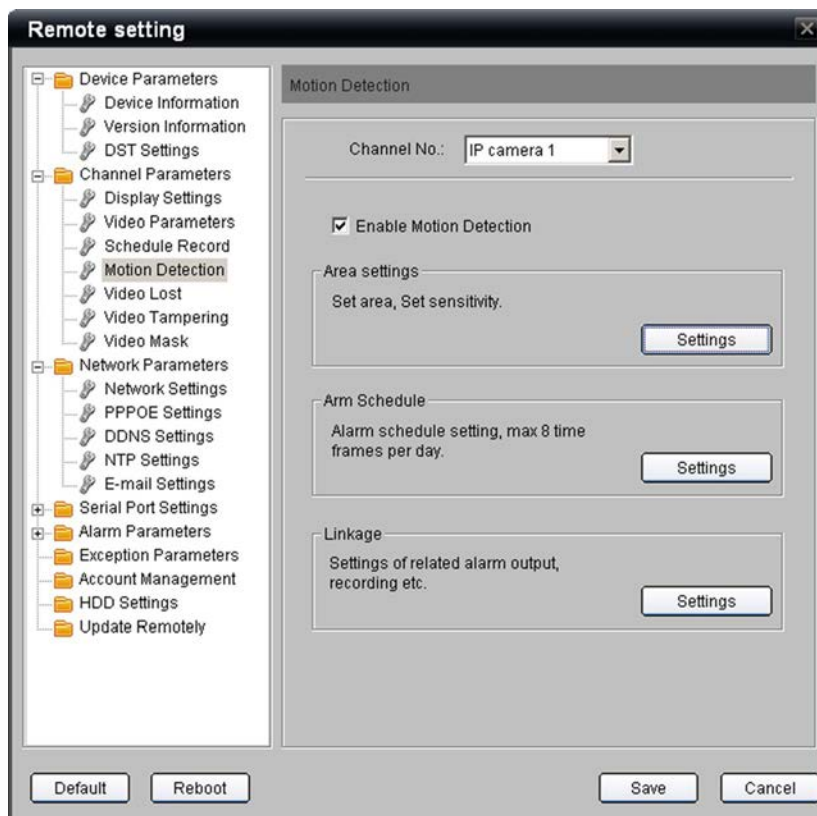 Remote setting
Device Parameters
Device Information
Version Information
DST Settings
Channel Parameters
Display Settings
Video Parameters
Schedule Record
Motion Detection
Video Lost
Video Tampering
Video Mask
Network Parameters
Network Settings
PPPOE Settings
DDNS Settings
NTP Settings
E-mail Settings
Serial Port Settings
Alarm Parameters
Exception Parameters
Account Management
HDD Settings
Update Remotely
Motion Detection
Channel No.: IP camera 1
Enable Motion Detection
Area settings
Set area, Set sensitivity.
Settings
Arm Schedule
Alarm schedule setting, max 8 time
frames per day.
Settings
Linkage
Settings of related alarm output,
recording etc.
Settings
Default Reboot Save Cancel